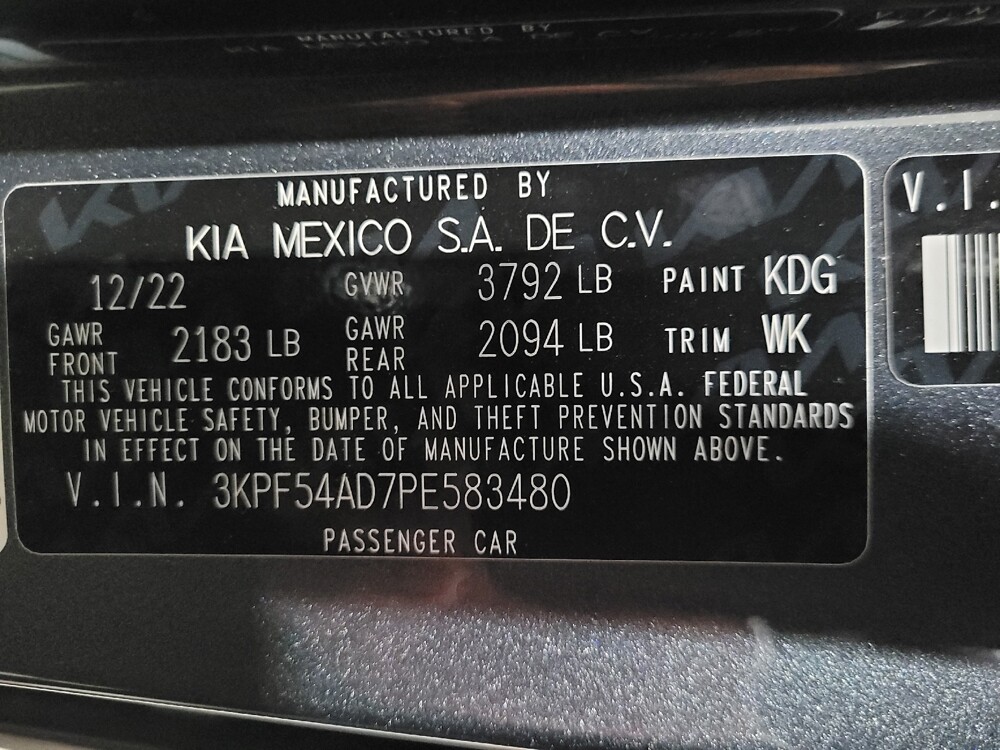 MANUFACTURED BY
KIA MEXICO S.A. DE C.V.
12/22 GVWR 3792 LB PAINT KDG
GAWR FRONT 2183 LB GAWR REAR 2094 LB TRIM WK
THIS VEHICLE CONFORMS TO ALL APPLICABLE U.S.A. FEDERAL
MOTOR VEHICLE SAFETY, BUMPER, AND THEFT PREVENTION STANDARDS
IN EFFECT ON THE DATE OF MANUFACTURE SHOWN ABOVE.
V.I.N. 3KPF54AD7PE583480
PASSENGER CAR
V.I.